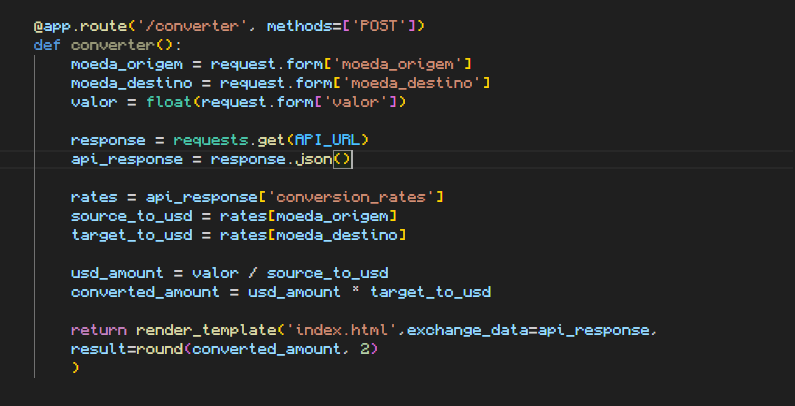 @app.route('/converter', methods=['POST'])
def converter():
    moeda_origem = request.form['moeda_origem']
    moeda_destino = request.form['moeda_destino']
    valor = float(request.form['valor'])

    response = requests.get(API_URL)
    api_response = response.json()

    rates = api_response['conversion_rates']
    source_to_usd = rates[moeda_origem]
    target_to_usd = rates[moeda_destino]

    usd_amount = valor / source_to_usd
    converted_amount = usd_amount * target_to_usd

    return render_template('index.html',exchange_data=api_response,
    result=round(converted_amount, 2)
    )